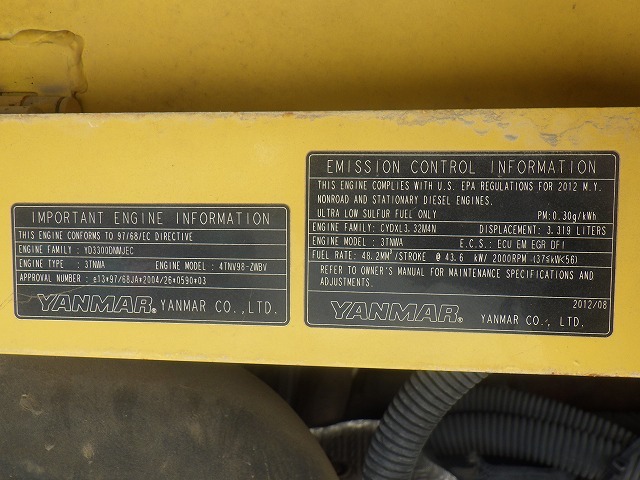 IMPORTANT ENGINE INFORMATION
THIS ENGINE CONFORMS TO 97/68/EC DIRECTIVE
ENGINE FAMILY : YD3300DNWJEC
ENGINE TYPE : 3TNWA ENGINE MODEL : 4TNV98-ZWBV
APPROVAL NUMBER : e13*97/68JA*2004/26*0590*03
YANMAR® YANMAR CO.,LTD.
EMISSION CONTROL INFORMATION
THIS ENGINE COMPLIES WITH U.S. EPA REGULATIONS FOR 2012 M.Y.
NONROAD AND STATIONARY DIESEL ENGINES.
ULTRA LOW SULFUR FUEL ONLY PM:0.30g/kWh
ENGINE FAMILY: CYDXL3.32M4N DISPLACEMENT: 3.319 LITERS
ENGINE MODEL: 3TNWA E.C.S.: ECU EM EGR DFI
FUEL RATE: 48.2MM³/STROKE @ 43.6 kW/ 2000RPM (37≤kW<56)
REFER TO OWNER'S MANUAL FOR MAINTENANCE SPECIFICATIONS AND
ADJUSTMENTS.
2012/08
YANMAR® YANMAR CO., LTD.